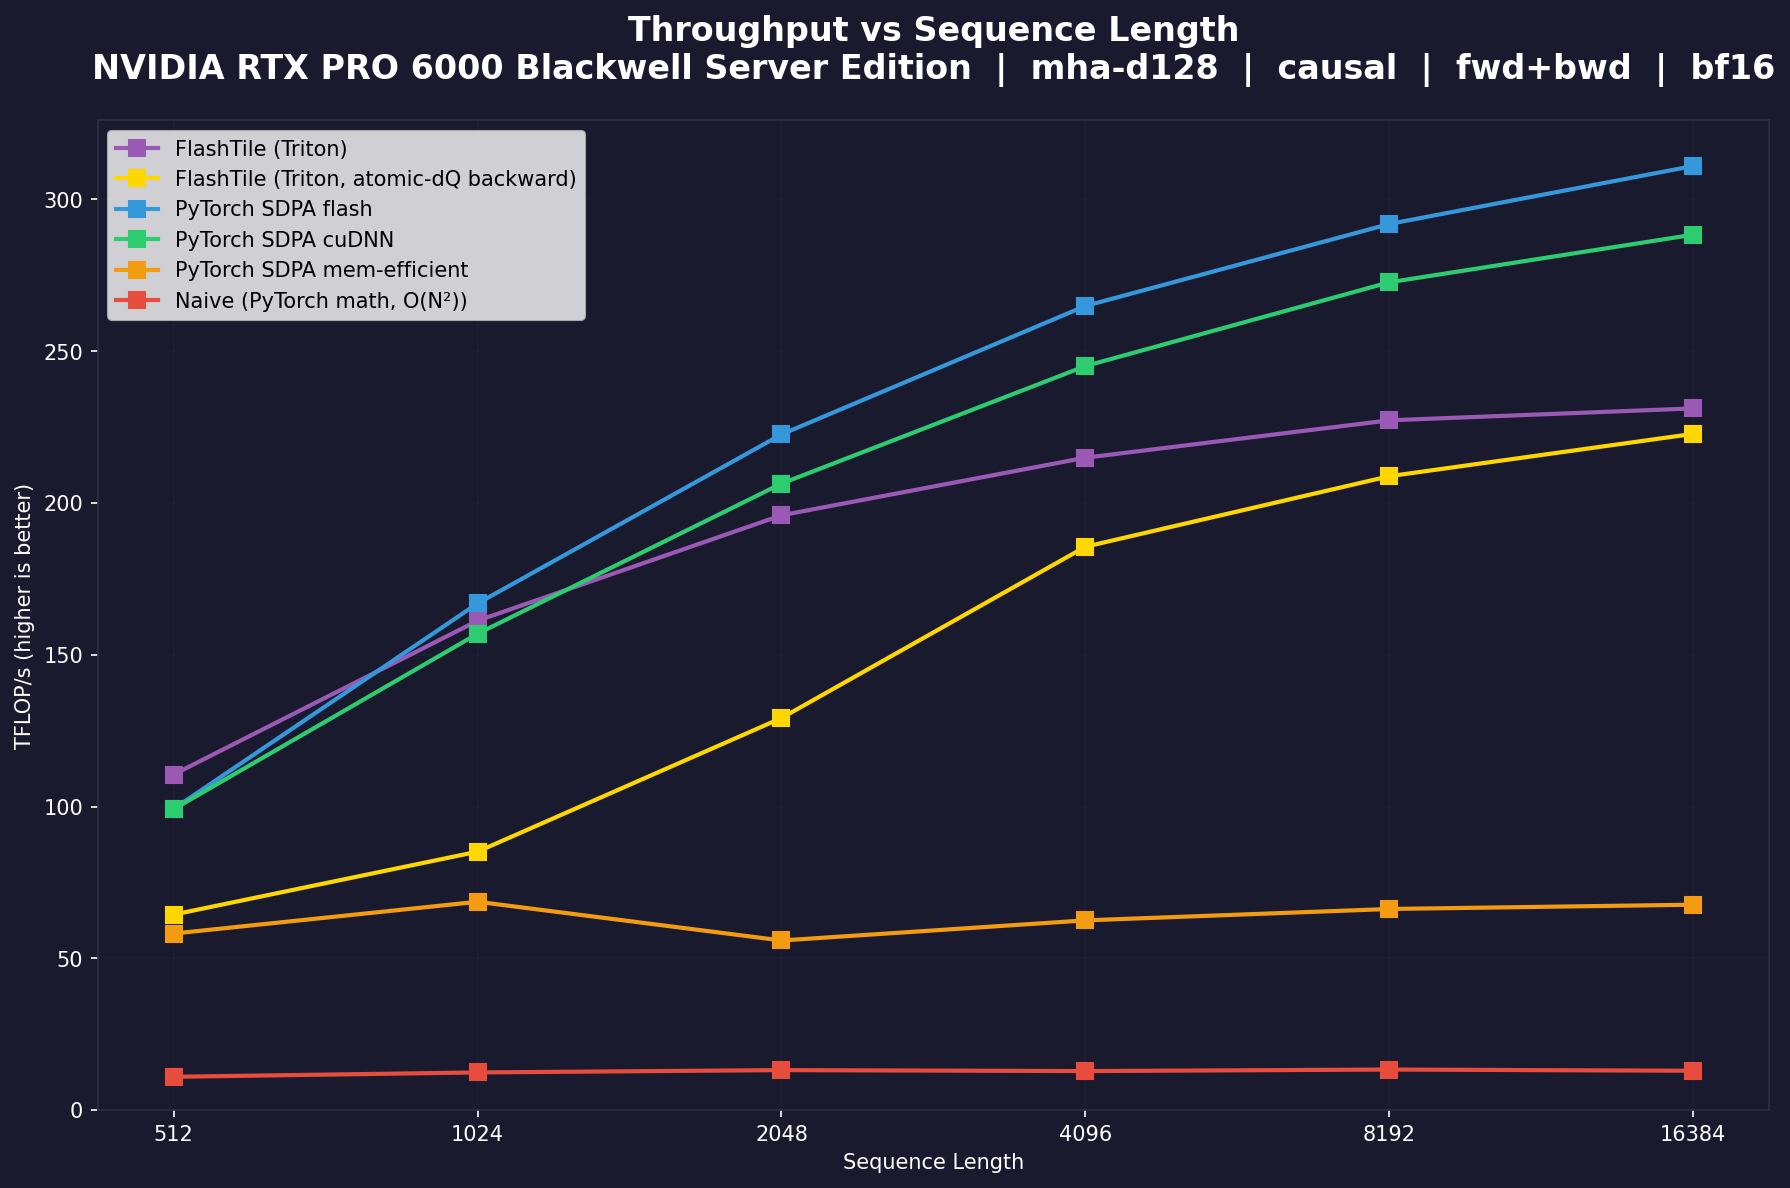 Throughput vs Sequence Length
NVIDIA RTX PRO 6000 Blackwell Server Edition | mha-d128 | causal | fwd+bwd | bf16
FlashTile (Triton)
FlashTile (Triton, atomic-dQ backward)
PyTorch SDPA flash
PyTorch SDPA cuDNN
PyTorch SDPA mem-efficient
Naive (PyTorch math, O(N²))
TFLOP/s (higher is better)
300
250
200
150
100
50
0
512 1024 2048 4096 8192 16384
Sequence Length